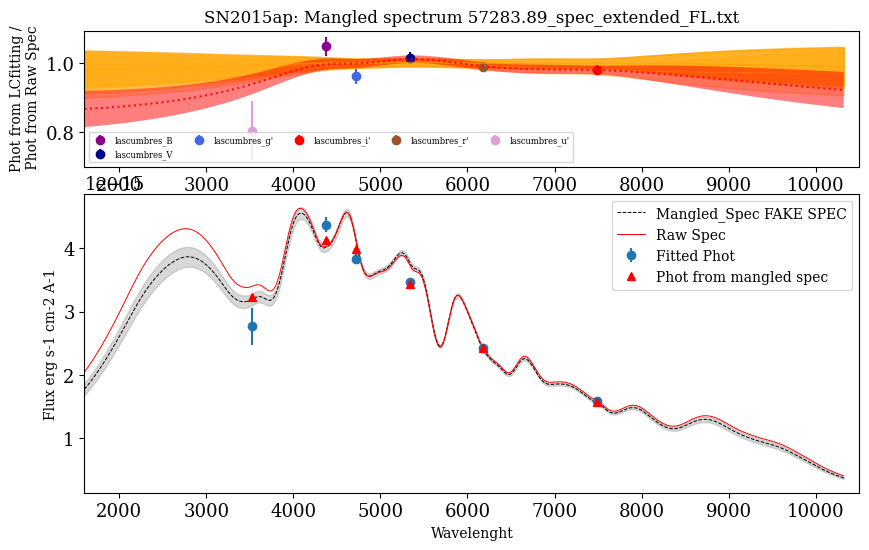 SN2015ap: Mangled spectrum 57283.89_spec_extended_FL.txt
Phot from LCfitting /
Phot from Raw Spec
1.0
0.8
lascumbres_B
lascumbres_g'
lascumbres_i'
lascumbres_r'
lascumbres_u'
lascumbres_V
2000 3000 4000 5000 6000 7000 8000 9000 10000
Flux erg s-1 cm-2 A-1
4
3
2
1
Mangled_Spec FAKE SPEC
Raw Spec
Fitted Phot
Phot from mangled spec
2000 3000 4000 5000 6000 7000 8000 9000 10000
Wavelenght